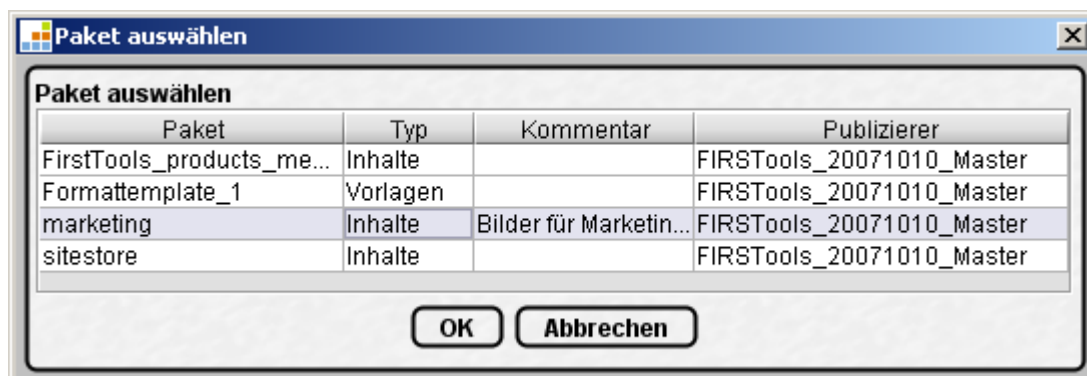 Paket auswählen
Paket auswählen
Paket Typ Kommentar Publizierer
FirstTools_products_me... Inhalte FIRSTools_20071010_Master
Formattemplate_1 Vorlagen FIRSTools_20071010_Master
marketing Inhalte Bilder für Marketin... FIRSTools_20071010_Master
sitestore Inhalte FIRSTools_20071010_Master
OK Abbrechen